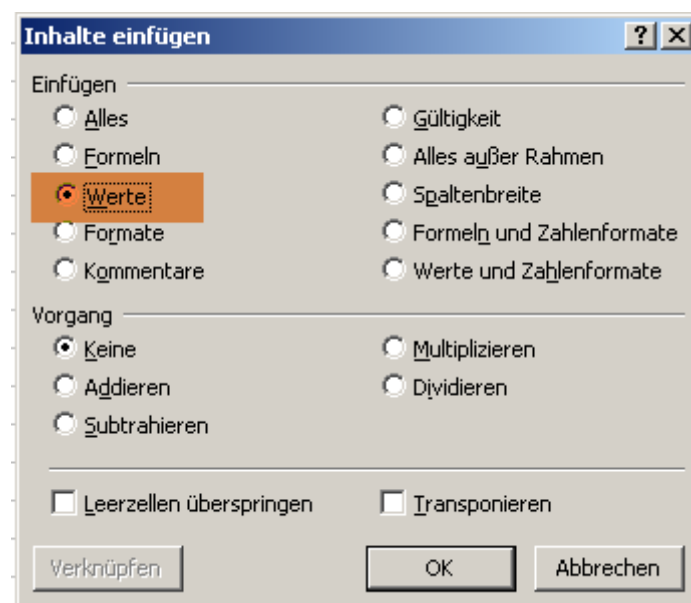 Inhalte einfügen
Einfügen
Alles
Gültigkeit
Formeln
Alles außer Rahmen
Werte
Spaltenbreite
Formate
Formeln und Zahlenformate
Kommentare
Werte und Zahlenformate
Vorgang
Keine
Multiplizieren
Addieren
Dividieren
Subtrahieren
Leerzellen überspringen
Transponieren
Verknüpfen
OK
Abbrechen